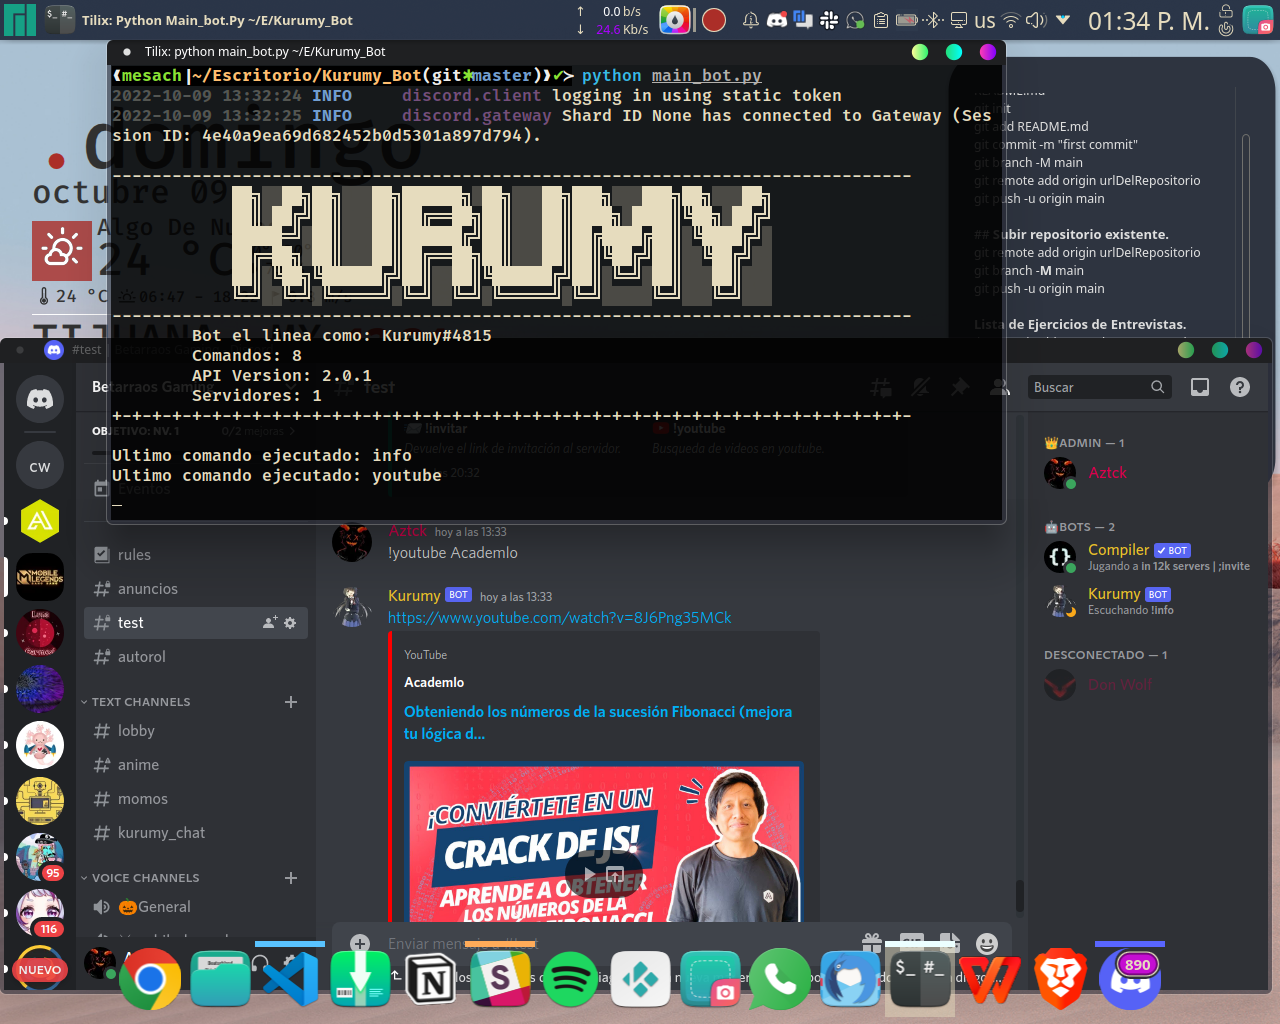 Tilix: Python Main_bot.Py ~/E/Kurumy_Bot
0.0 b/s
24.6 Kb/s
us
01:34 P. M.
Tilix: python main_bot.py ~/E/Kurumy_Bot
mesach|~/Escritorio/Kurumy_Bot(git*master) ✔ > python main_bot.py
2022-10-09 13:32:24 INFO discord.client logging in using static token
2022-10-09 13:32:25 INFO discord.gateway Shard ID None has connected to Gateway (Ses
sion ID: 4e40a9ea69d682452b0d5301a897d794).
KURUMY
Bot el linea como: Kurumy#4815
Comandos: 8
API Version: 2.0.1
Servidores: 1
+-+-+-+-+-+-+-+-+-+-+-+-+-+-+-+-+-+-+-+-+-+-+-+-+-+-+-+-+-+-+-+-+-+-+-+-+-+-+-+-
Ultimo comando ejecutado: info
Ultimo comando ejecutado: youtube
.domingo
octubre 09
24 °C
24 °C
06:47
README.md
git init
git add README.md
git commit -m "first commit"
git branch -M main
git remote add origin urlDelRepositorio
git push -u origin main
## Subir repositorio existente.
git remote add origin urlDelRepositorio
git branch -M main
git push -u origin main
Lista de Ejercicios de Entrevistas.
#test
Betarraos Gaming
test
Buscar
OBJETIVO: NV. 1
0/2 mejoras
!invitar
!youtube
Devuelve el link de invitación al servidor.
Busqueda de videos en youtube.
20:32
CW
Eventos
rules
anuncios
test
autorol
TEXT CHANNELS
lobby
anime
momos
kurumy_chat
VOICE CHANNELS
🎃General
MOBILE
LEGENDS
95
116
NUEVO
Aztck hoy a las 13:33
!youtube Academlo
Kurumy BOT hoy a las 13:33
https://www.youtube.com/watch?v=8J6Png35MCk
YouTube
Academlo
Obteniendo los números de la sucesión Fibonacci (mejora
tu lógica d...
¡CONVIÉRTETE EN UN
CRACK DE JS!
APRENDE A OBTENER
LOS NÚMEROS DE LA
FIBONACCI
Enviar mensaje a #test
GIF
👑ADMIN — 1
Aztck
🤖BOTS — 2
Compiler ✔ BOT
Jugando a in 12k servers | ;invite
Kurumy BOT
Escuchando !info
DESCONECTADO — 1
Don Wolf
$_ #_
890